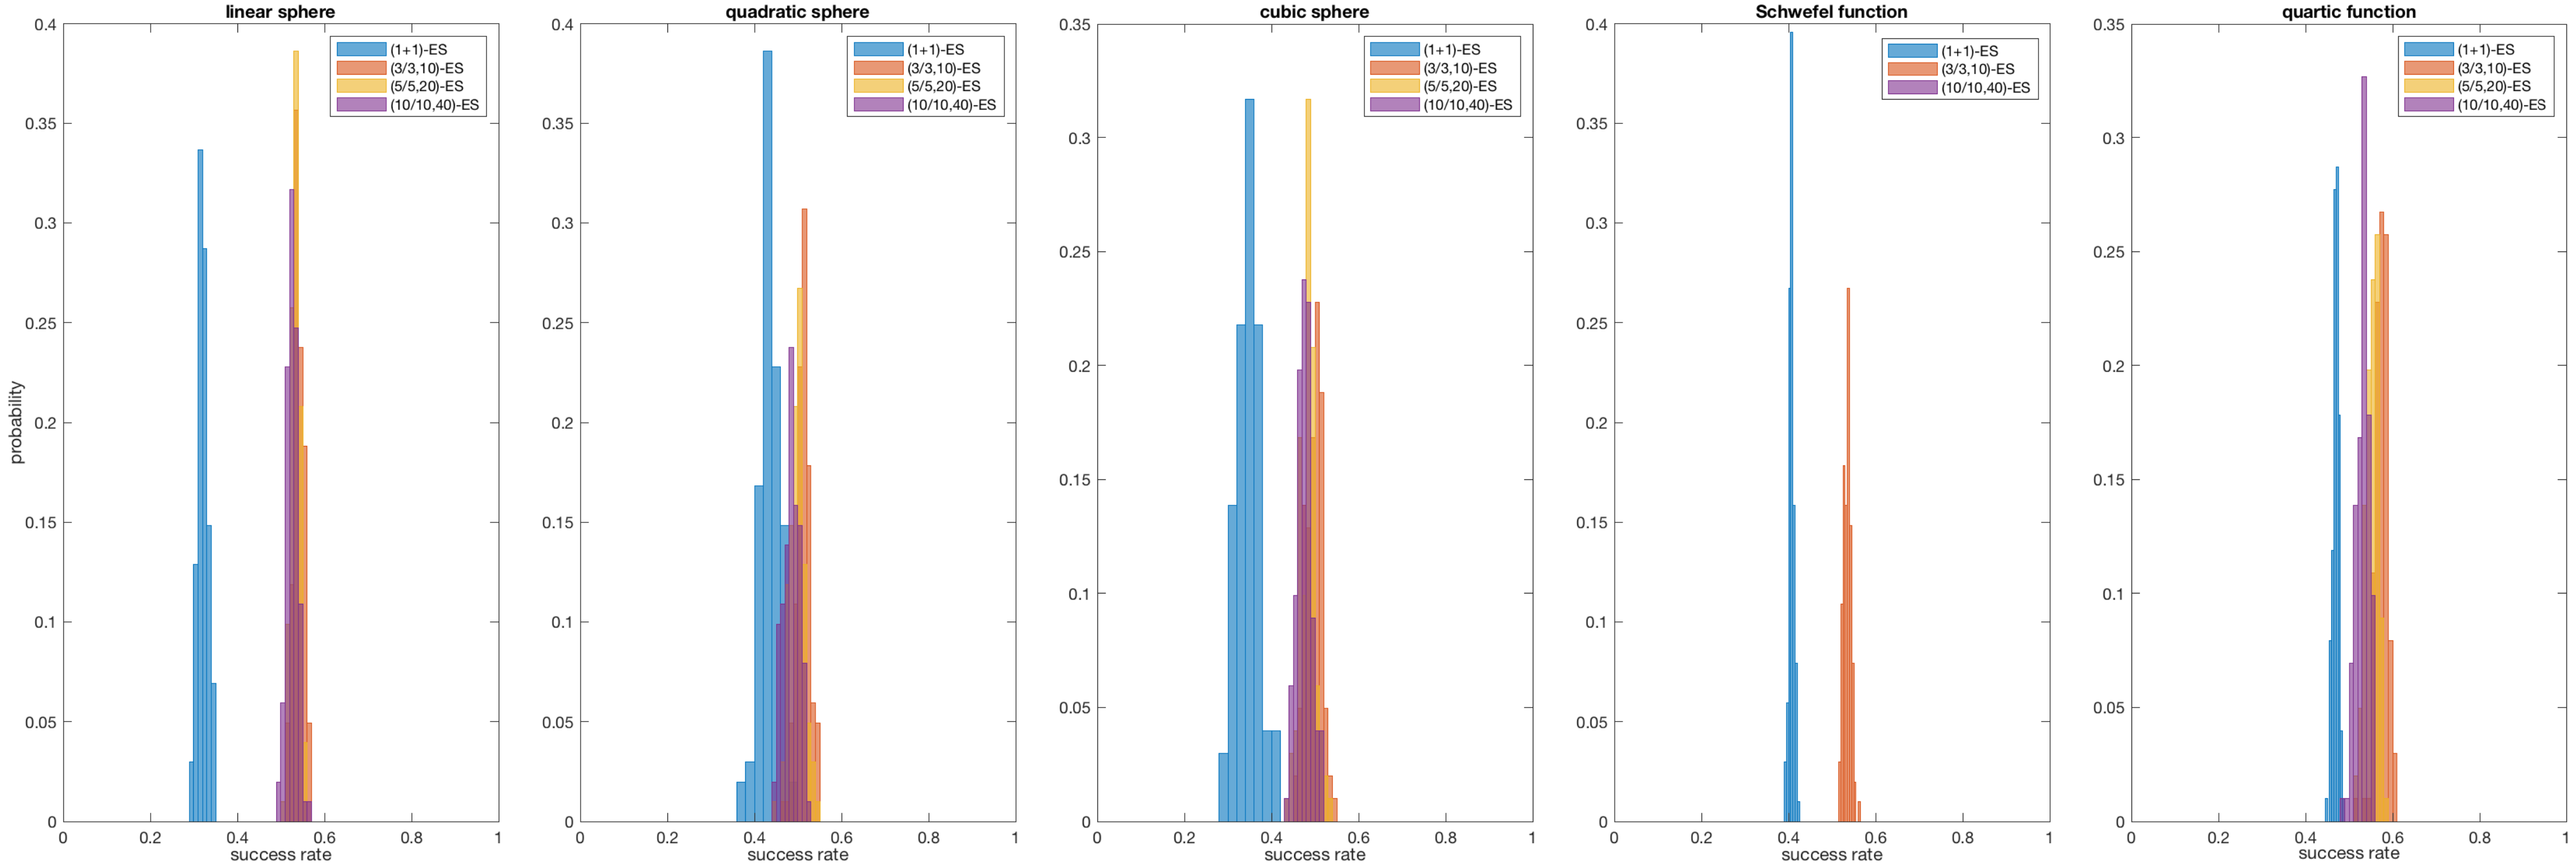 linear sphere
(1+1)-ES
(3/3,10)-ES
(5/5,20)-ES
(10/10,40)-ES
probability
0.4
0.35
0.3
0.25
0.2
0.15
0.1
0.05
0
0 0.2 0.4 0.6 0.8 1
success rate
quadratic sphere
(1+1)-ES
(3/3,10)-ES
(5/5,20)-ES
(10/10,40)-ES
0.4
0.35
0.3
0.25
0.2
0.15
0.1
0.05
0
0 0.2 0.4 0.6 0.8 1
success rate
cubic sphere
(1+1)-ES
(3/3,10)-ES
(5/5,20)-ES
(10/10,40)-ES
0.35
0.3
0.25
0.2
0.15
0.1
0.05
0
0 0.2 0.4 0.6 0.8 1
success rate
Schwefel function
(1+1)-ES
(3/3,10)-ES
(10/10,40)-ES
0.4
0.35
0.3
0.25
0.2
0.15
0.1
0.05
0
0 0.2 0.4 0.6 0.8 1
success rate
quartic function
(1+1)-ES
(3/3,10)-ES
(5/5,20)-ES
(10/10,40)-ES
0.35
0.3
0.25
0.2
0.15
0.1
0.05
0
0 0.2 0.4 0.6 0.8 1
success rate